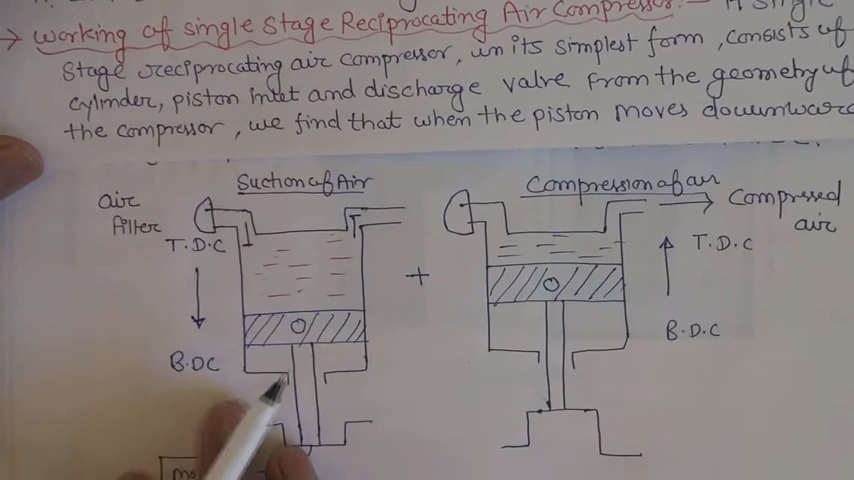 → working of single Stage Reciprocating Air Compressor :- A single
Stage reciprocating air compressor, in its simplest form, consists of
cylinder, piston inlet and discharge valve from the geometry of
the compressor, we find that when the piston moves downward
Suction of Air
Compression of air
air
filter
Compressed
air
T.D.C
T.D.C
+
B.D.C
B.DC